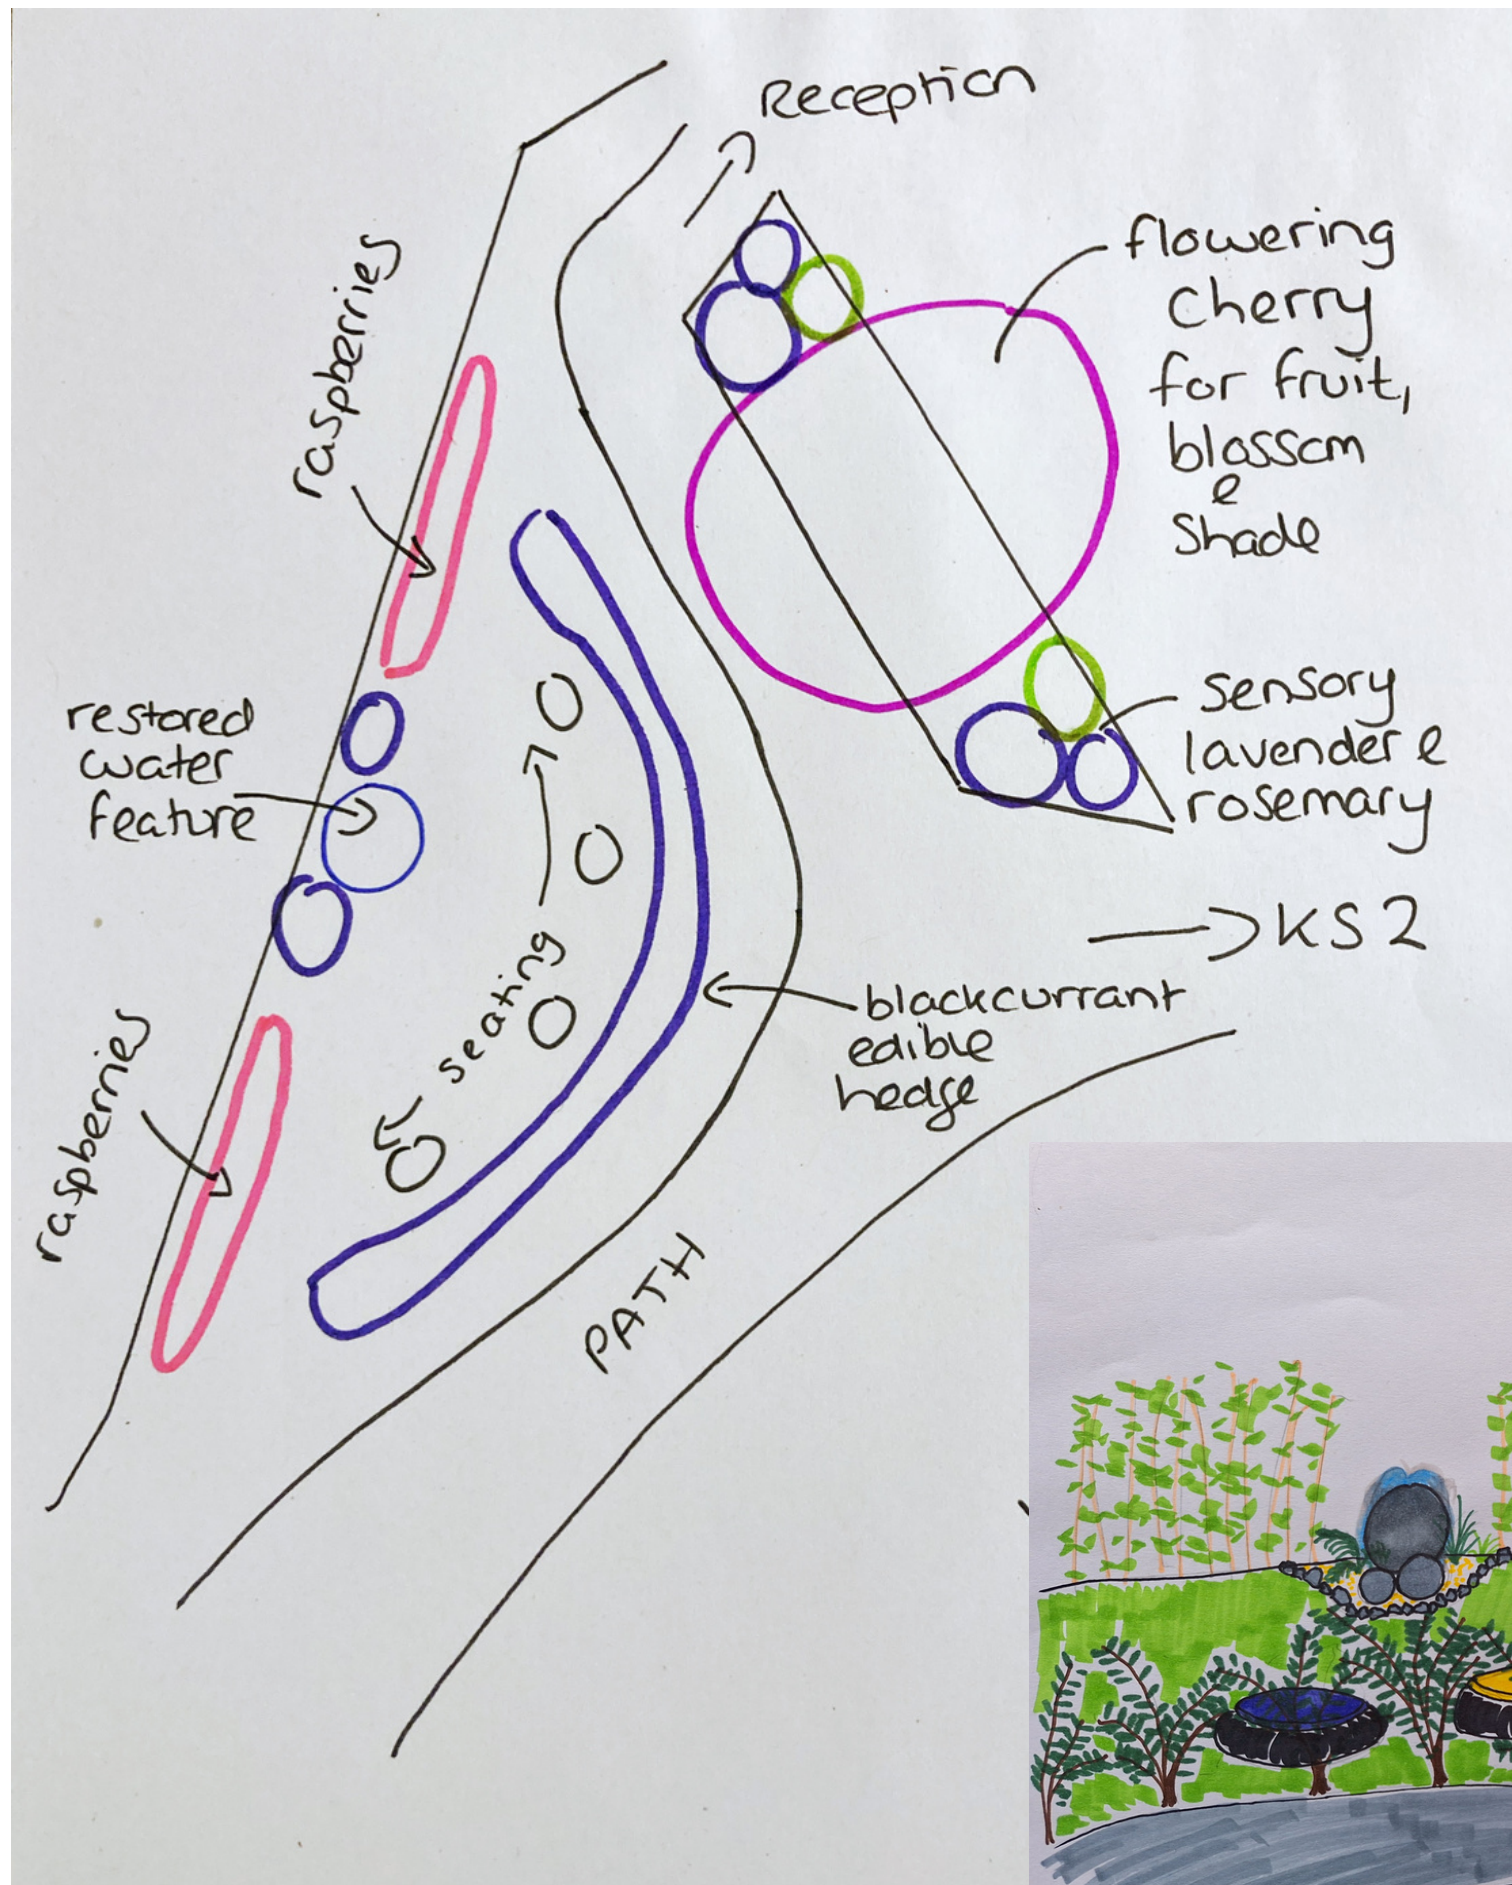 Reception
flowering
cherry
for fruit,
blossom
e
shade
raspberries
restored
water
feature
sensory
lavender e
rosemary
KS2
seating
blackcurrant
edible
hedge
raspberries
PATH